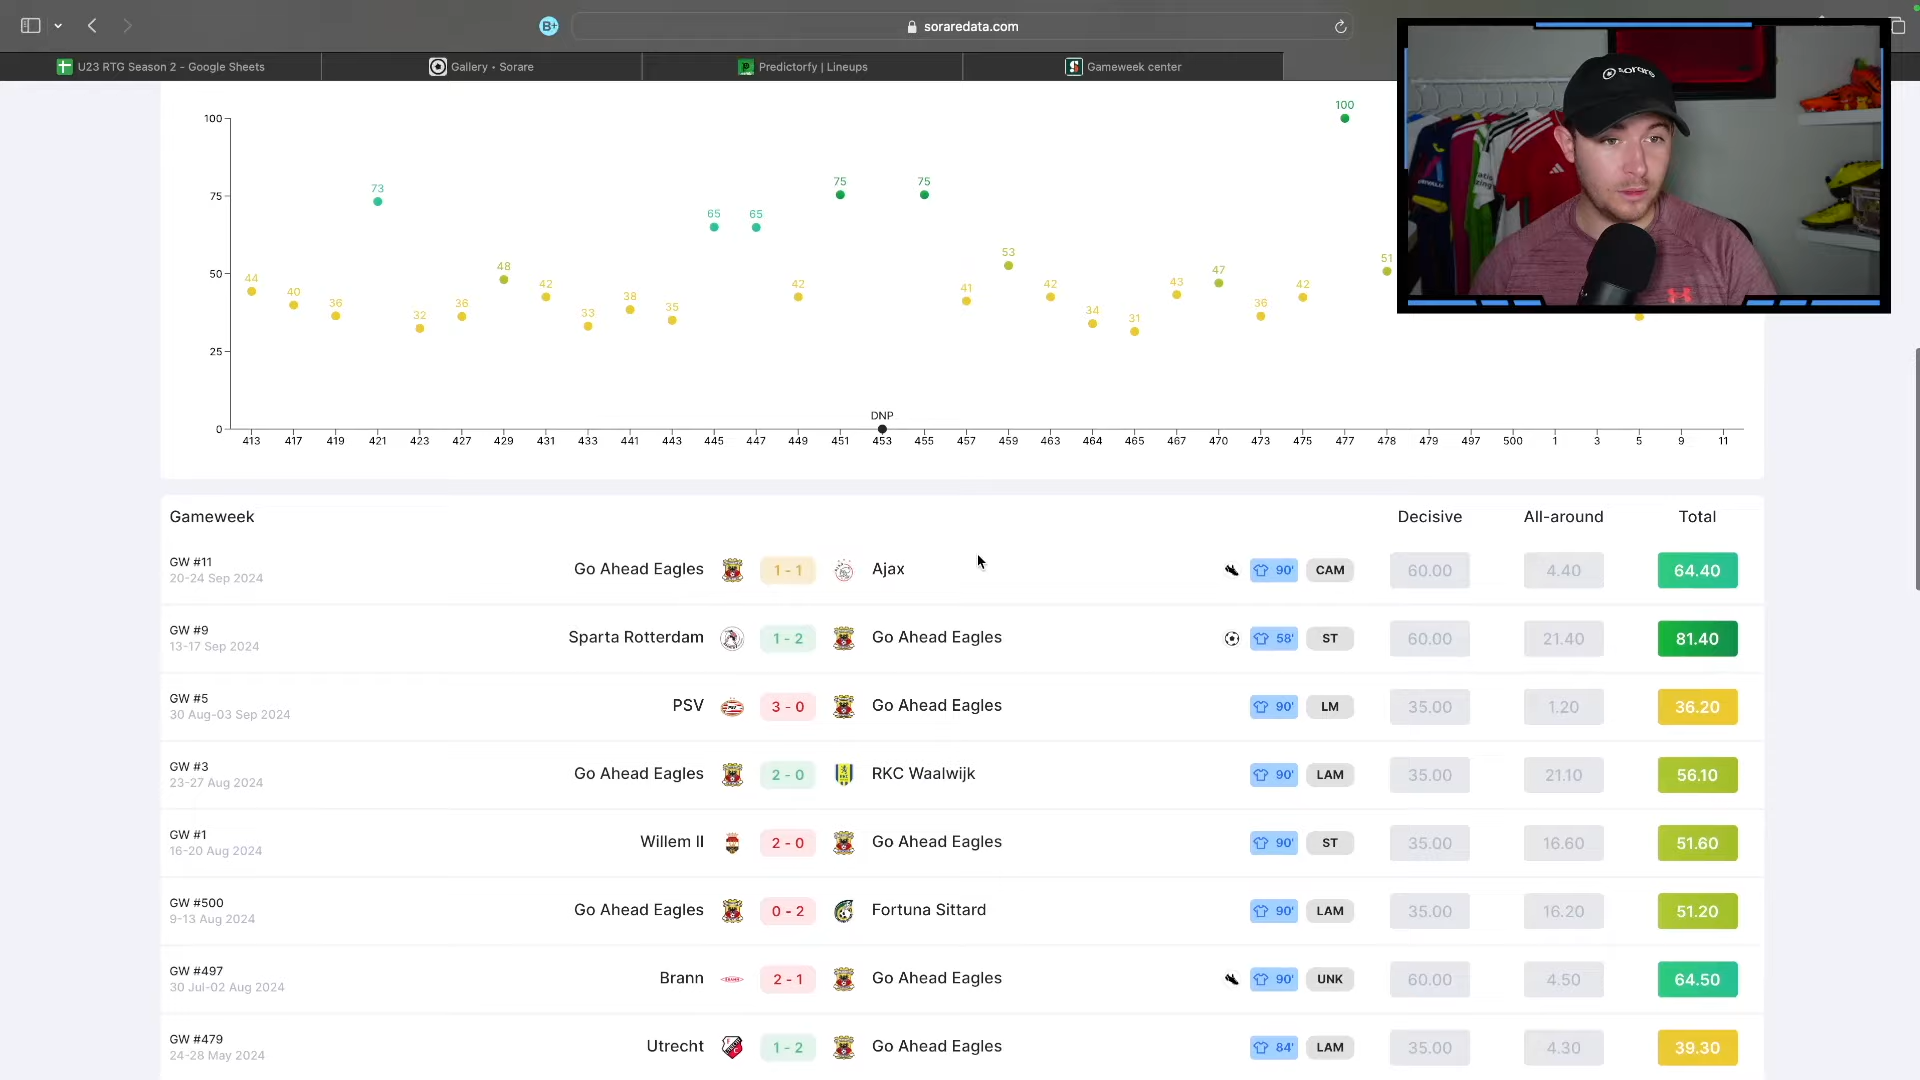 soraredata.com
U23 RTG Season 2 - Google Sheets
Gallery • Sorare
Predictorfy | Lineups
Gameweek center
sorare
100
75
50
25
0
44
40
36
73
32
36
48
42
33
38
35
65
65
42
75
DNP
75
41
53
42
34
31
43
47
36
42
100
51
413 417 419 421 423 427 429 431 433 441 443 445 447 449 451 453 455 457 459 463 464 465 467 470 473 475 477 478 479 497 500 1 3 5 9 11
Gameweek Decisive All-around Total
GW #11
20-24 Sep 2024
Go Ahead Eagles 1 - 1 Ajax 90' CAM 60.00 4.40 64.40
GW #9
13-17 Sep 2024
Sparta Rotterdam 1 - 2 Go Ahead Eagles 58' ST 60.00 21.40 81.40
GW #5
30 Aug-03 Sep 2024
PSV 3 - 0 Go Ahead Eagles 90' LM 35.00 1.20 36.20
GW #3
23-27 Aug 2024
Go Ahead Eagles 2 - 0 RKC Waalwijk 90' LAM 35.00 21.10 56.10
GW #1
16-20 Aug 2024
Willem II 2 - 0 Go Ahead Eagles 90' ST 35.00 16.60 51.60
GW #500
9-13 Aug 2024
Go Ahead Eagles 0 - 2 Fortuna Sittard 90' LAM 35.00 16.20 51.20
GW #497
30 Jul-02 Aug 2024
Brann 2 - 1 Go Ahead Eagles 90' UNK 60.00 4.50 64.50
GW #479
24-28 May 2024
Utrecht 1 - 2 Go Ahead Eagles 84' LAM 35.00 4.30 39.30